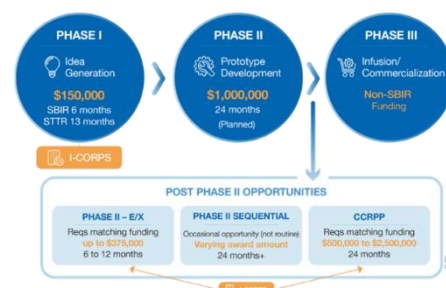 PHASE I
Idea
Generation
$150,000
SBIR 6 months
STTR 13 months
I-CORPS
PHASE II
Prototype
Development
$1,000,000
24 months
(Planned)
PHASE III
Infusion/
Commercialization
Non-SBIR
Funding
POST PHASE II OPPORTUNITIES
PHASE II – E/X
Reqs matching funding
up to $375,000
6 to 12 months
PHASE II SEQUENTIAL
Occasional opportunity (not routine)
Varying award amount
24 months+
CCRPP
Reqs matching funding
$500,000 to $2,500,000
24 months